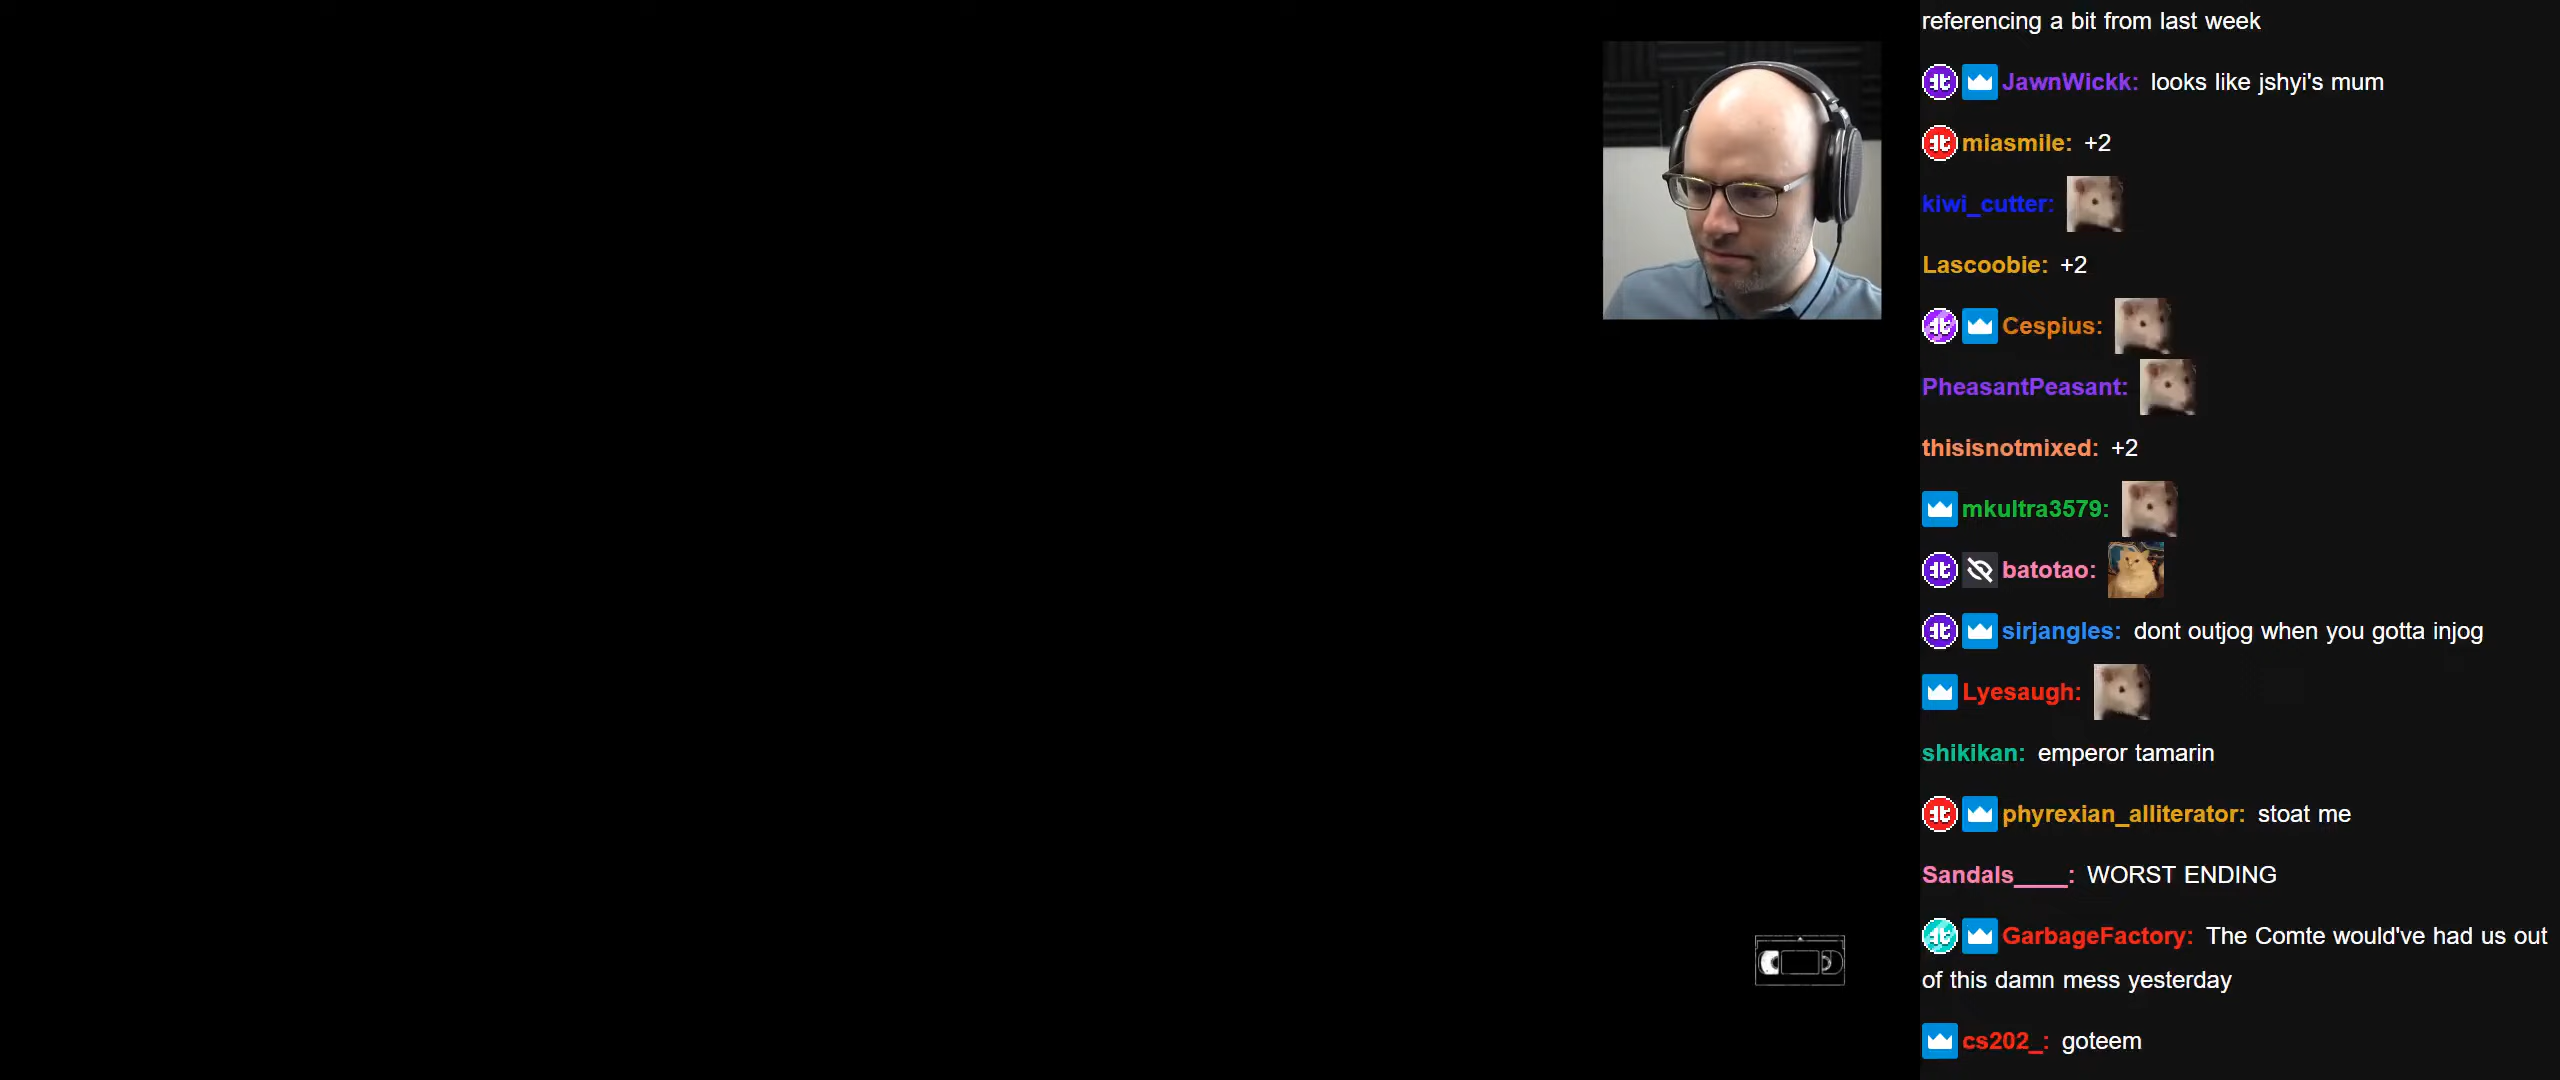 referencing a bit from last week
JawnWickk: looks like jshyi's mum
miasmile: +2
kiwi_cutter:
Lascoobie: +2
Cespius:
PheasantPeasant:
thisisnotmixed: +2
mkultra3579:
batotao:
sirjangles: dont outjog when you gotta injog
Lyesaugh:
shikikan: emperor tamarin
phyrexian_alliterator: stoat me
Sandals____: WORST ENDING
GarbageFactory: The Comte would've had us out
of this damn mess yesterday
cs202_: goteem